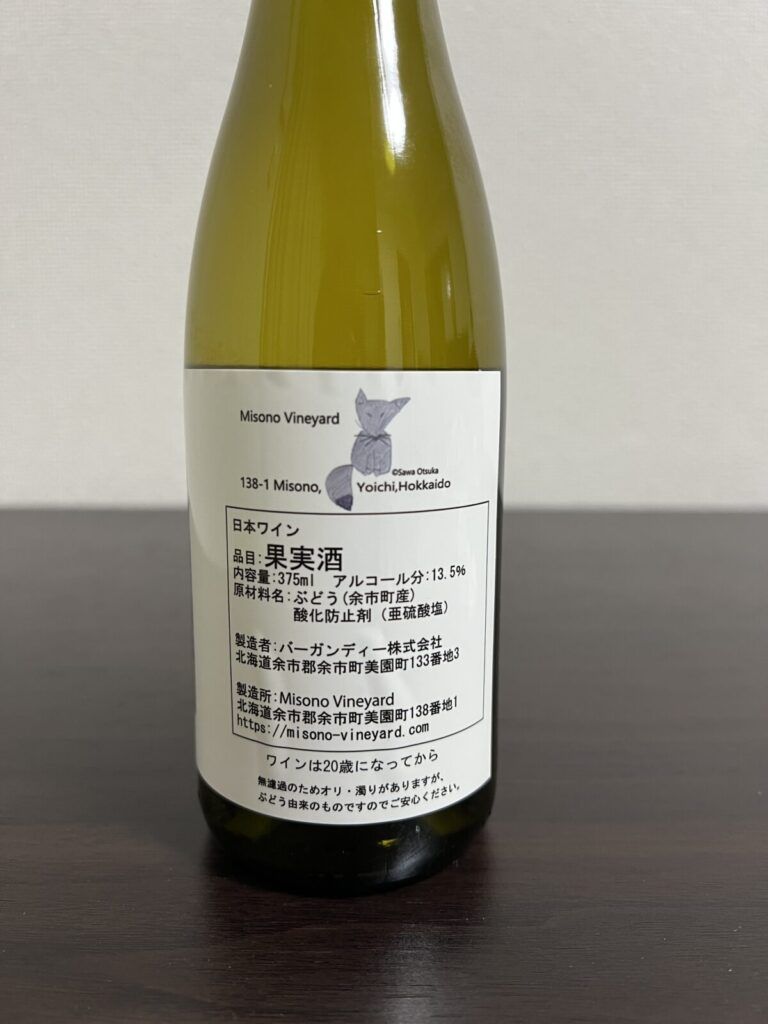 Misono Vineyard
©Sawa Otsuka
138-1 Misono, Yoichi,Hokkaido
日本ワイン
品目:果実酒
内容量:375ml アルコール分:13.5%
原材料名:ぶどう(余市町産)
酸化防止剤(亜硫酸塩)
製造者:バーガンディー株式会社
北海道余市郡余市町美園町133番地3
製造所:Misono Vineyard
北海道余市郡余市町美園町138番地1
https://misono-vineyard.com
ワインは20歳になってから
無濾過のためオリ・濁りがありますが、
ぶどう由来のものですのでご安心ください。